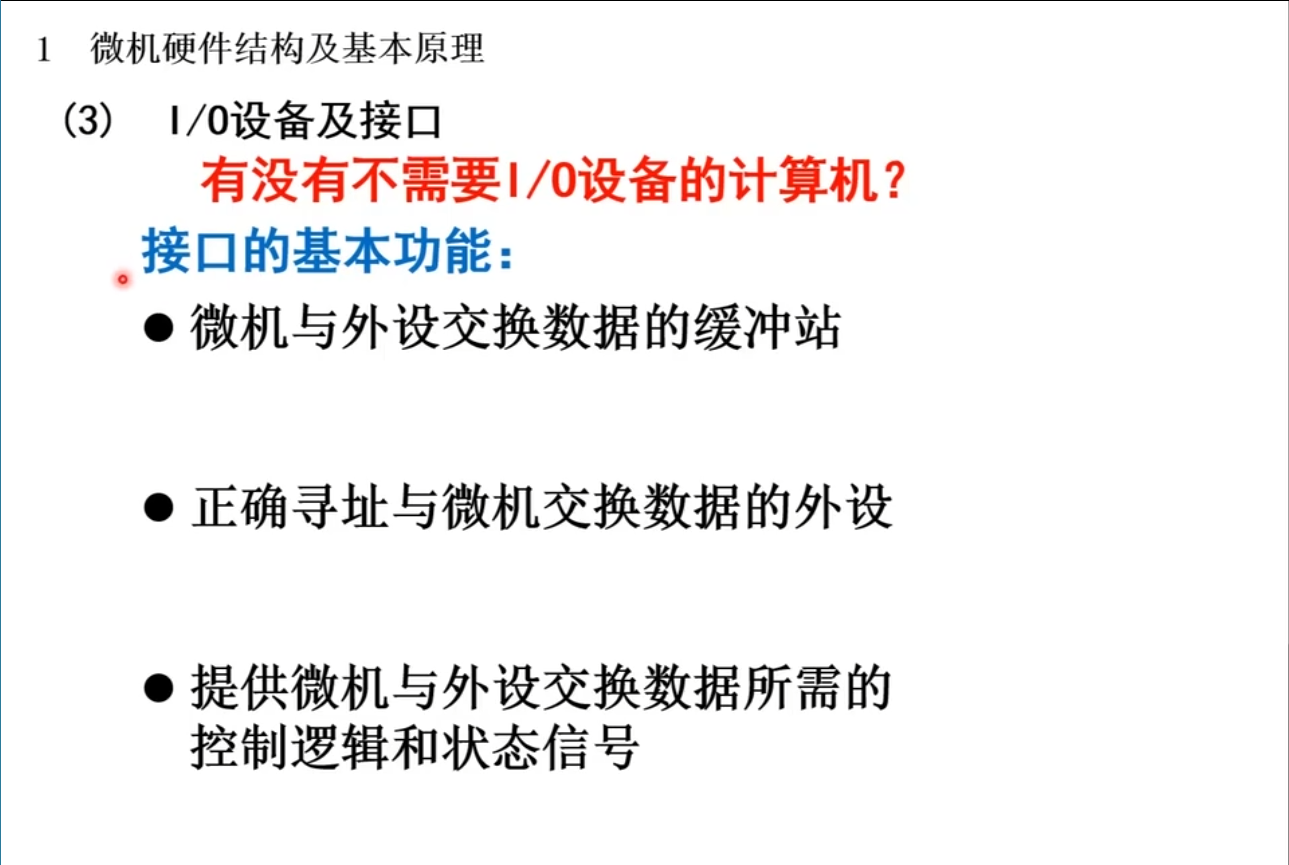 1 微机硬件结构及基本原理
(3) I/O设备及接口
有没有不需要I/O设备的计算机?
接口的基本功能:
● 微机与外设交换数据的缓冲站
● 正确寻址与微机交换数据的外设
● 提供微机与外设交换数据所需的
控制逻辑和状态信号